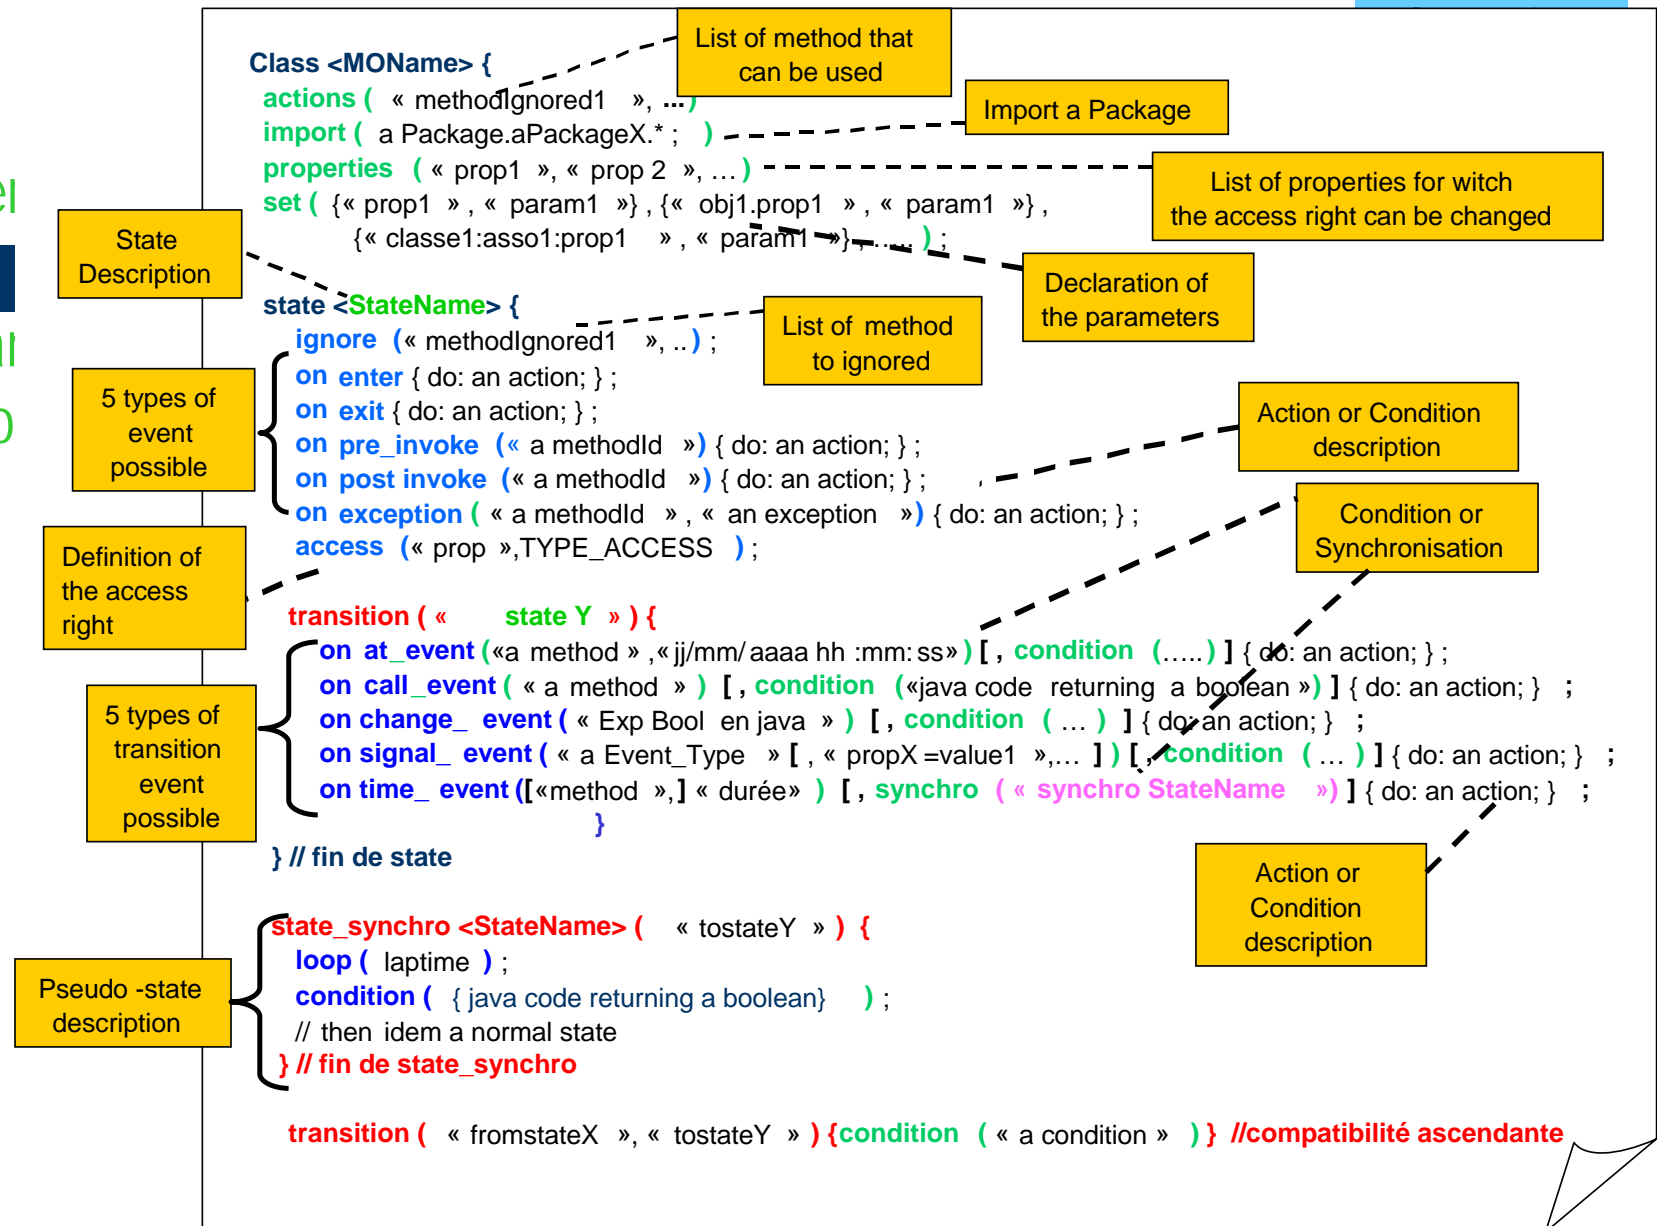 List of method that
can be used
Class <MOName> {
actions ( « methodIgnored1 », ...)
Import a Package
import ( a Package.aPackageX.* ; )
properties ( « prop1 », « prop 2 », ... )
List of properties for witch
the access right can be changed
set ( {« prop1 » , « param1 »} , {« obj1.prop1 » , « param1 »} ,
{« classe1:asso1:prop1 » , « param1 »} , ..... ) ;
State
Description
Declaration of
the parameters
state <StateName> {
List of method
to ignored
ignore (« methodIgnored1 », .. ) ;
5 types of
event
possible
on enter { do: an action; } ;
on exit { do: an action; } ;
Action or Condition
description
on pre_invoke (« a methodId ») { do: an action; } ;
on post invoke (« a methodId ») { do: an action; } ;
on exception ( « a methodId » , « an exception ») { do: an action; } ;
Condition or
Synchronisation
access (« prop »,TYPE_ACCESS ) ;
Definition of
the access
right
transition ( « state Y » ) {
on at_event («a method » ,«jj/mm/ aaaa hh :mm: ss» ) [ , condition (.....) ] { do: an action; } ;
on call_event ( « a method » ) [ , condition («java code returning a boolean ») ] { do: an action; } ;
on change_ event ( « Exp Bool en java » ) [ , condition ( ... ) ] { do: an action; } ;
on signal_ event ( « a Event_Type » [ , « propX =value1 »,... ] ) [ , condition ( ... ) ] { do: an action; } ;
on time_ event ([«method »,] « durée» ) [ , synchro ( « synchro StateName ») ] { do: an action; } ;
}
5 types of
transition
event
possible
} // fin de state
Action or
Condition
description
state_synchro <StateName> ( « tostateY » ) {
loop ( laptime ) ;
condition ( { java code returning a boolean} ) ;
// then idem a normal state
} // fin de state_synchro
Pseudo -state
description
transition ( « fromstateX », « tostateY » ) {condition ( « a condition » ) } //compatibilité ascendante